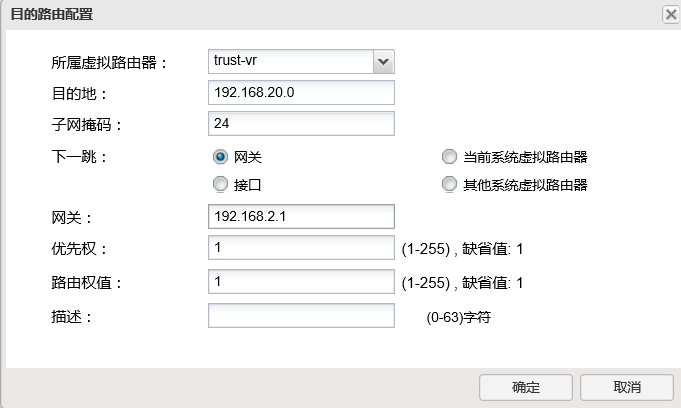 目的路由配置
所属虚拟路由器： trust-vr
目的地： 192.168.20.0
子网掩码： 24
下一跳： 网关 当前系统虚拟路由器
接口 其他系统虚拟路由器
网关： 192.168.2.1
优先权： 1 (1-255) , 缺省值: 1
路由权值： 1 (1-255) , 缺省值: 1
描述： (0-63)字符
确定 取消